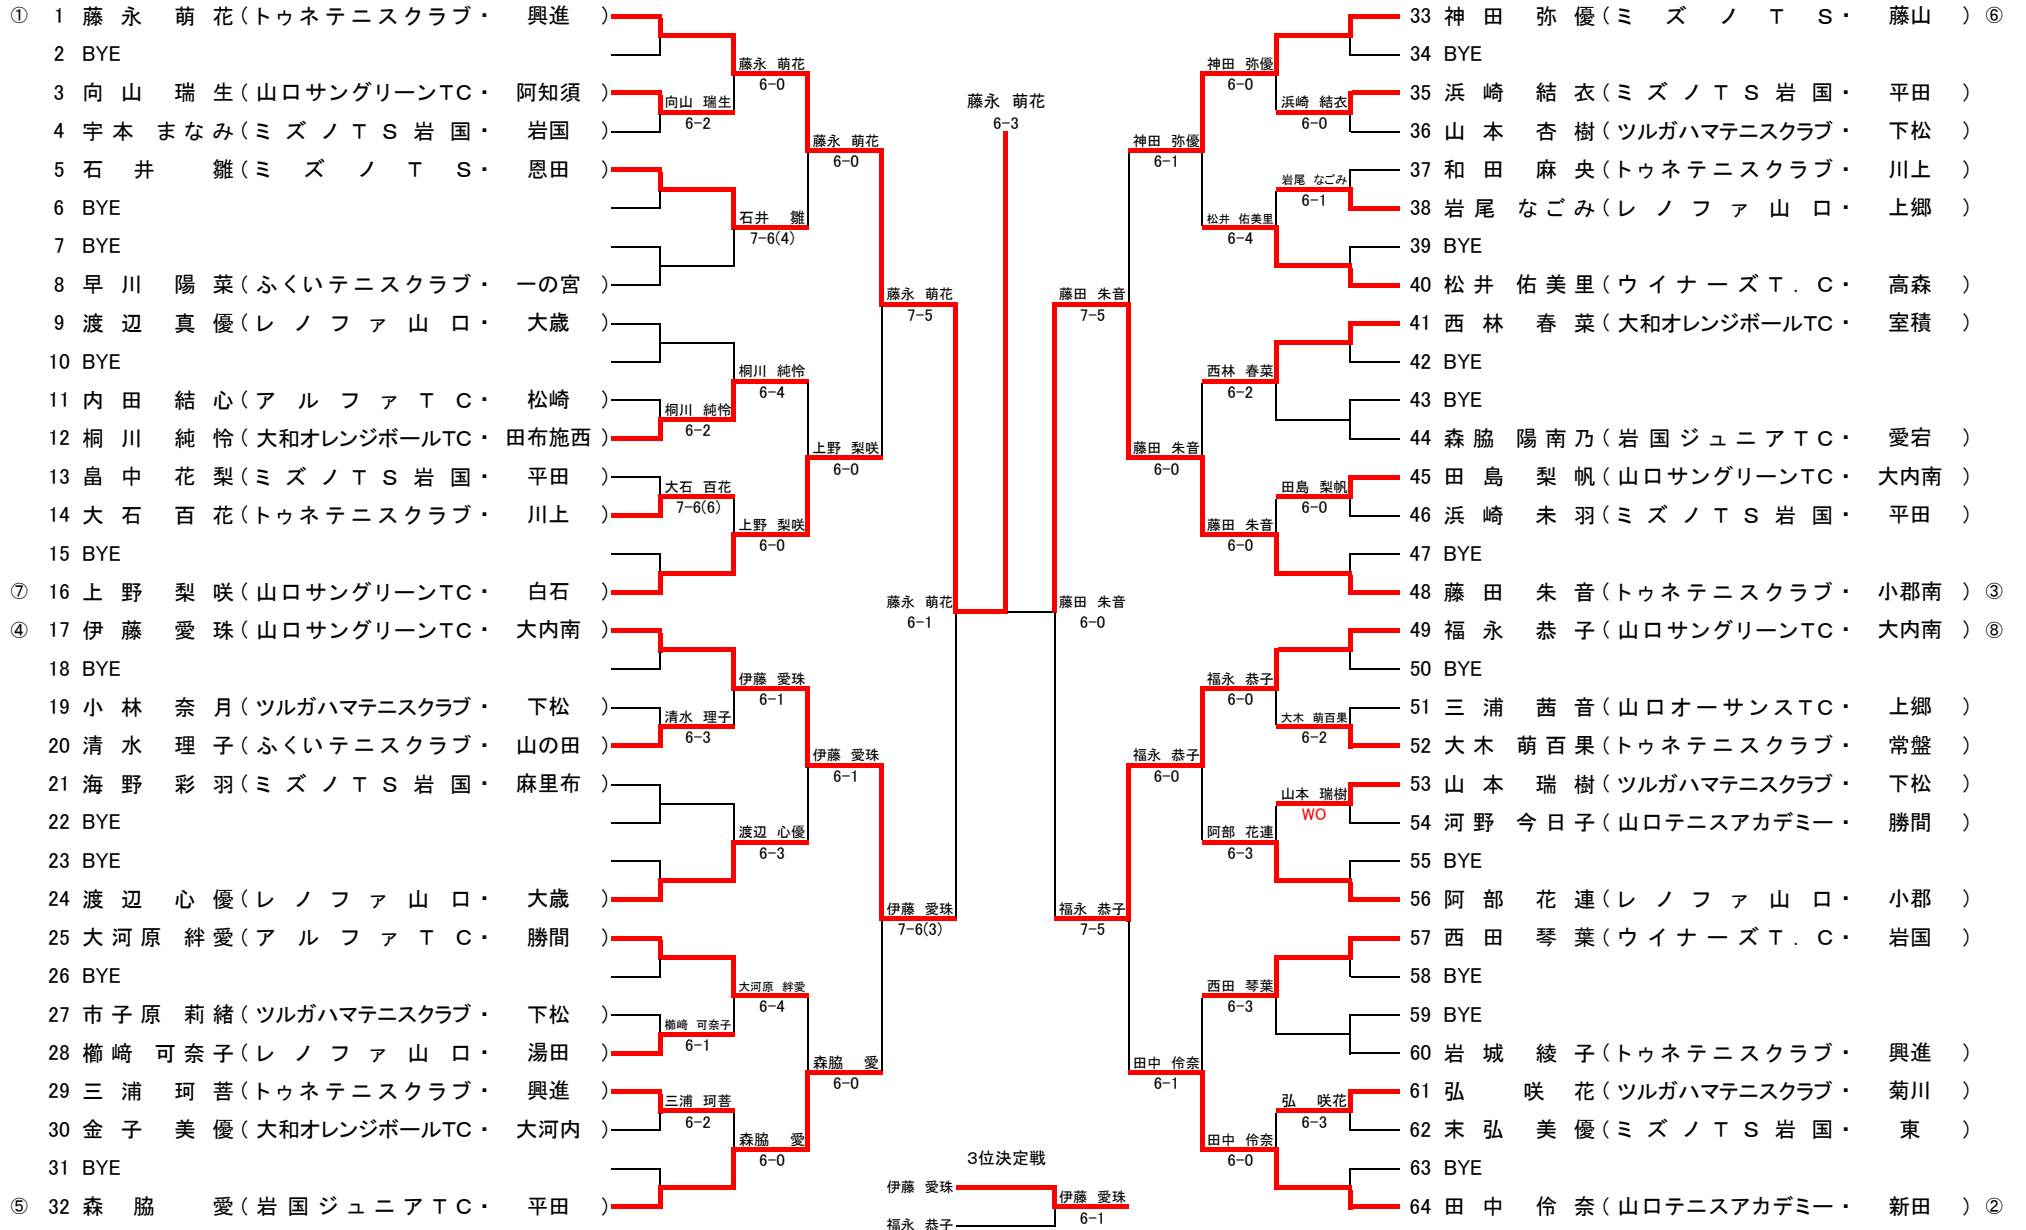 ① 1 藤永 萌花(トゥネテニスクラブ・ 興進 )
2 BYE
3 向山 瑞生(山口サングリーンTC・ 阿知須 )
4 宇本 まなみ(ミズノTS岩国・ 岩国 )
5 石井 雛(ミズノTS・ 恩田 )
6 BYE
7 BYE
8 早川 陽菜(ふくいテニスクラブ・ 一の宮 )
9 渡辺 真優(レノファ山口・ 大歳 )
10 BYE
11 内田 結心(アルファTC・ 松崎 )
12 桐川 純怜(大和オレンジボールTC・ 田布施西 )
13 畠中 花梨(ミズノTS岩国・ 平田 )
14 大石 百花(トゥネテニスクラブ・ 川上 )
15 BYE
⑦ 16 上野 梨咲(山口サングリーンTC・ 白石 )
④ 17 伊藤 愛珠(山口サングリーンTC・ 大内南 )
18 BYE
19 小林 奈月(ツルガハマテニスクラブ・ 下松 )
20 清水 理子(ふくいテニスクラブ・ 山の田 )
21 海野 彩羽(ミズノTS岩国・ 麻里布 )
22 BYE
23 BYE
24 渡辺 心優(レノファ山口・ 大歳 )
25 大河原 絆愛(アルファTC・ 勝間 )
26 BYE
27 市子原 莉緒(ツルガハマテニスクラブ・ 下松 )
28 櫛﨑 可奈子(レノファ山口・ 湯田 )
29 三浦 珂菩(トゥネテニスクラブ・ 興進 )
30 金子 美優(大和オレンジボールTC・ 大河内 )
31 BYE
⑤ 32 森脇 愛(岩国ジュニアTC・ 平田 )
向山 瑞生
6-2
桐川 純怜
6-2
大石 百花
7-6(6)
清水 理子
6-3
櫛﨑 可奈子
6-1
三浦 珂菩
6-2
藤永 萌花
6-0
石井 雛
7-6(4)
桐川 純怜
6-4
上野 梨咲
6-0
伊藤 愛珠
6-1
渡辺 心優
6-3
大河原 絆愛
6-4
森脇 愛
6-0
藤永 萌花
6-0
上野 梨咲
6-0
伊藤 愛珠
6-1
森脇 愛
6-0
藤永 萌花
7-5
伊藤 愛珠
7-6(3)
藤永 萌花
6-1
藤永 萌花
6-3
藤田 朱音
6-0
藤田 朱音
7-5
福永 恭子
7-5
神田 弥優
6-1
藤田 朱音
6-0
福永 恭子
6-0
田中 伶奈
6-1
神田 弥優
6-0
松井 佑美里
6-4
西林 春菜
6-2
藤田 朱音
6-0
福永 恭子
6-0
阿部 花連
6-3
西田 琴葉
6-3
田中 伶奈
6-0
浜崎 結衣
6-0
岩尾 なごみ
6-1
田島 梨帆
6-0
大木 萌百果
6-2
山本 瑞樹
WO
弘 咲花
6-3
33 神田 弥優(ミズノTS・ 藤山 ) ⑥
34 BYE
35 浜崎 結衣(ミズノTS岩国・ 平田 )
36 山本 杏樹(ツルガハマテニスクラブ・ 下松 )
37 和田 麻央(トゥネテニスクラブ・ 川上 )
38 岩尾 なごみ(レノファ山口・ 上郷 )
39 BYE
40 松井 佑美里(ウイナーズT.C・ 高森 )
41 西林 春菜(大和オレンジボールTC・ 室積 )
42 BYE
43 BYE
44 森脇 陽南乃(岩国ジュニアTC・ 愛宕 )
45 田島 梨帆(山口サングリーンTC・ 大内南 )
46 浜崎 未羽(ミズノTS岩国・ 平田 )
47 BYE
48 藤田 朱音(トゥネテニスクラブ・ 小郡南 ) ③
49 福永 恭子(山口サングリーンTC・ 大内南 ) ⑧
50 BYE
51 三浦 茜音(山口オーサンスTC・ 上郷 )
52 大木 萌百果(トゥネテニスクラブ・ 常盤 )
53 山本 瑞樹(ツルガハマテニスクラブ・ 下松 )
54 河野 今日子(山口テニスアカデミー・ 勝間 )
55 BYE
56 阿部 花連(レノファ山口・ 小郡 )
57 西田 琴葉(ウイナーズT.C・ 岩国 )
58 BYE
59 BYE
60 岩城 綾子(トゥネテニスクラブ・ 興進 )
61 弘 咲花(ツルガハマテニスクラブ・ 菊川 )
62 末弘 美優(ミズノTS岩国・ 東 )
63 BYE
64 田中 伶奈(山口テニスアカデミー・ 新田 ) ②
3位決定戦
伊藤 愛珠
福永 恭子
伊藤 愛珠
6-1